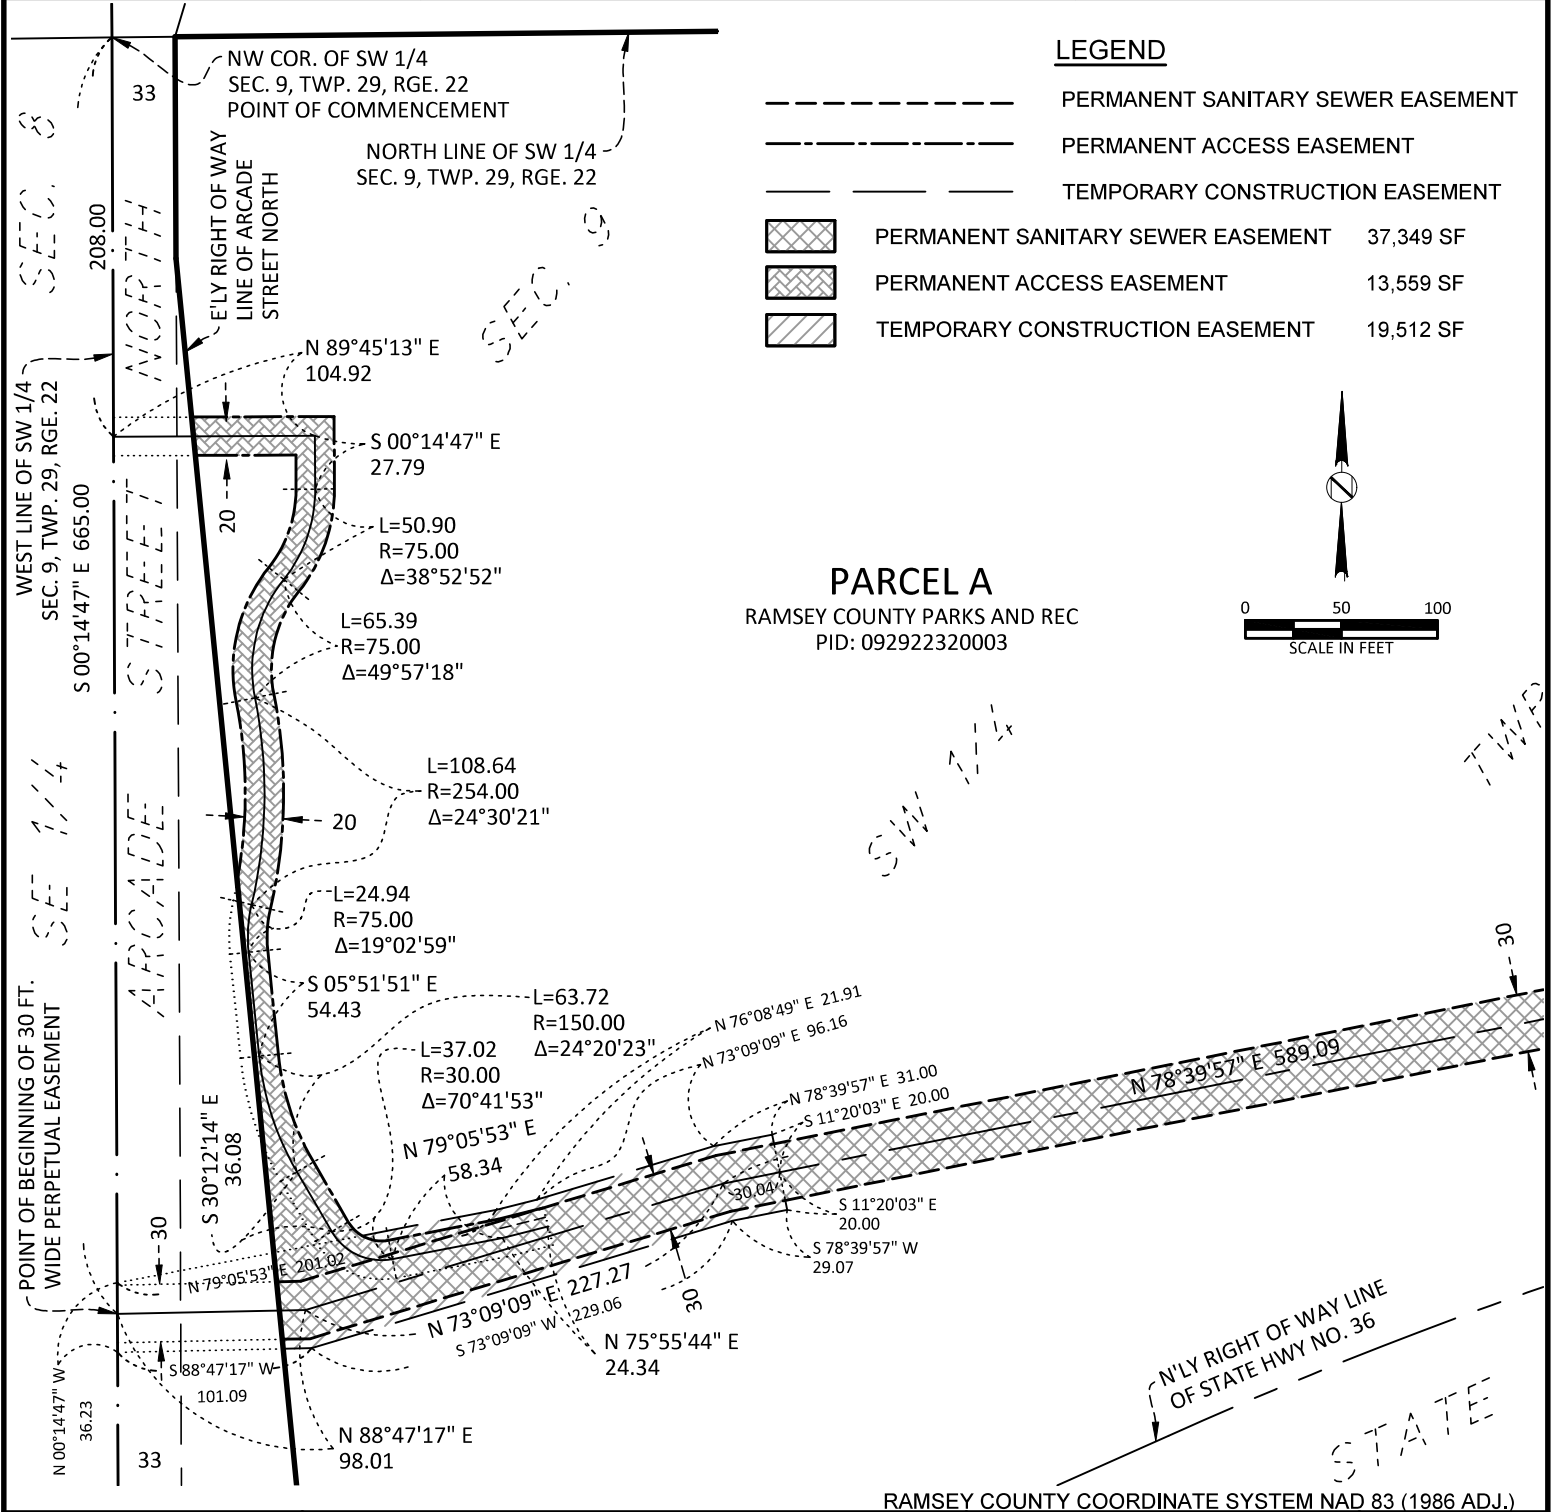 LEGEND
PERMANENT SANITARY SEWER EASEMENT
PERMANENT ACCESS EASEMENT
TEMPORARY CONSTRUCTION EASEMENT
PERMANENT SANITARY SEWER EASEMENT 37,349 SF
PERMANENT ACCESS EASEMENT 13,559 SF
TEMPORARY CONSTRUCTION EASEMENT 19,512 SF
NW COR. OF SW 1/4
SEC. 9, TWP. 29, RGE. 22
POINT OF COMMENCEMENT
33
NORTH LINE OF SW 1/4
SEC. 9, TWP. 29, RGE. 22
E'LY RIGHT OF WAY
LINE OF ARCADE
STREET NORTH
SEC. 8
208.00
SEC. 9
WEST LINE OF SW 1/4
SEC. 9, TWP. 29, RGE. 22
S 00°14'47" E 665.00
ARCADE STREET NORTH
N 89°45'13" E
104.92
S 00°14'47" E
27.79
20
L=50.90
R=75.00
Δ=38°52'52"
L=65.39
R=75.00
Δ=49°57'18"
PARCEL A
RAMSEY COUNTY PARKS AND REC
PID: 092922320003
0 50 100
SCALE IN FEET
L=108.64
R=254.00
Δ=24°30'21"
20
SE 1/4
SW 1/4
TWP
L=24.94
R=75.00
Δ=19°02'59"
S 05°51'51" E
54.43
L=63.72
R=150.00
Δ=24°20'23"
L=37.02
R=30.00
Δ=70°41'53"
N 76°08'49" E 21.91
N 73°09'09" E 96.16
N 78°39'57" E 31.00
S 11°20'03" E 20.00
N 78°39'57" E 589.09
30
POINT OF BEGINNING OF 30 FT.
WIDE PERPETUAL EASEMENT
S 30°12'14" E
36.08
N 79°05'53" E
58.34
30.04
S 11°20'03" E
20.00
S 78°39'57" W
29.07
30
N 79°05'53" E 201.02
N 73°09'09" E 227.27
S 73°09'09" W 229.06
30
N 75°55'44" E
24.34
S 88°47'17" W
101.09
N 00°14'47" W
36.23
N 88°47'17" E
98.01
33
N'LY RIGHT OF WAY LINE
OF STATE HWY NO. 36
STATE
RAMSEY COUNTY COORDINATE SYSTEM NAD 83 (1986 ADJ.)